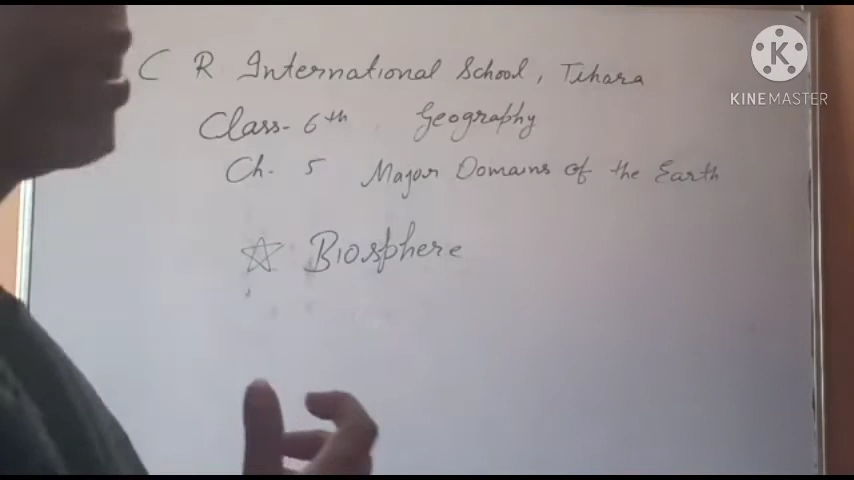 C R International School, Tihara
K
KINEMASTER
Class- 6th Geography
Ch. 5 Major Domains of the Earth
☆ Biosphere